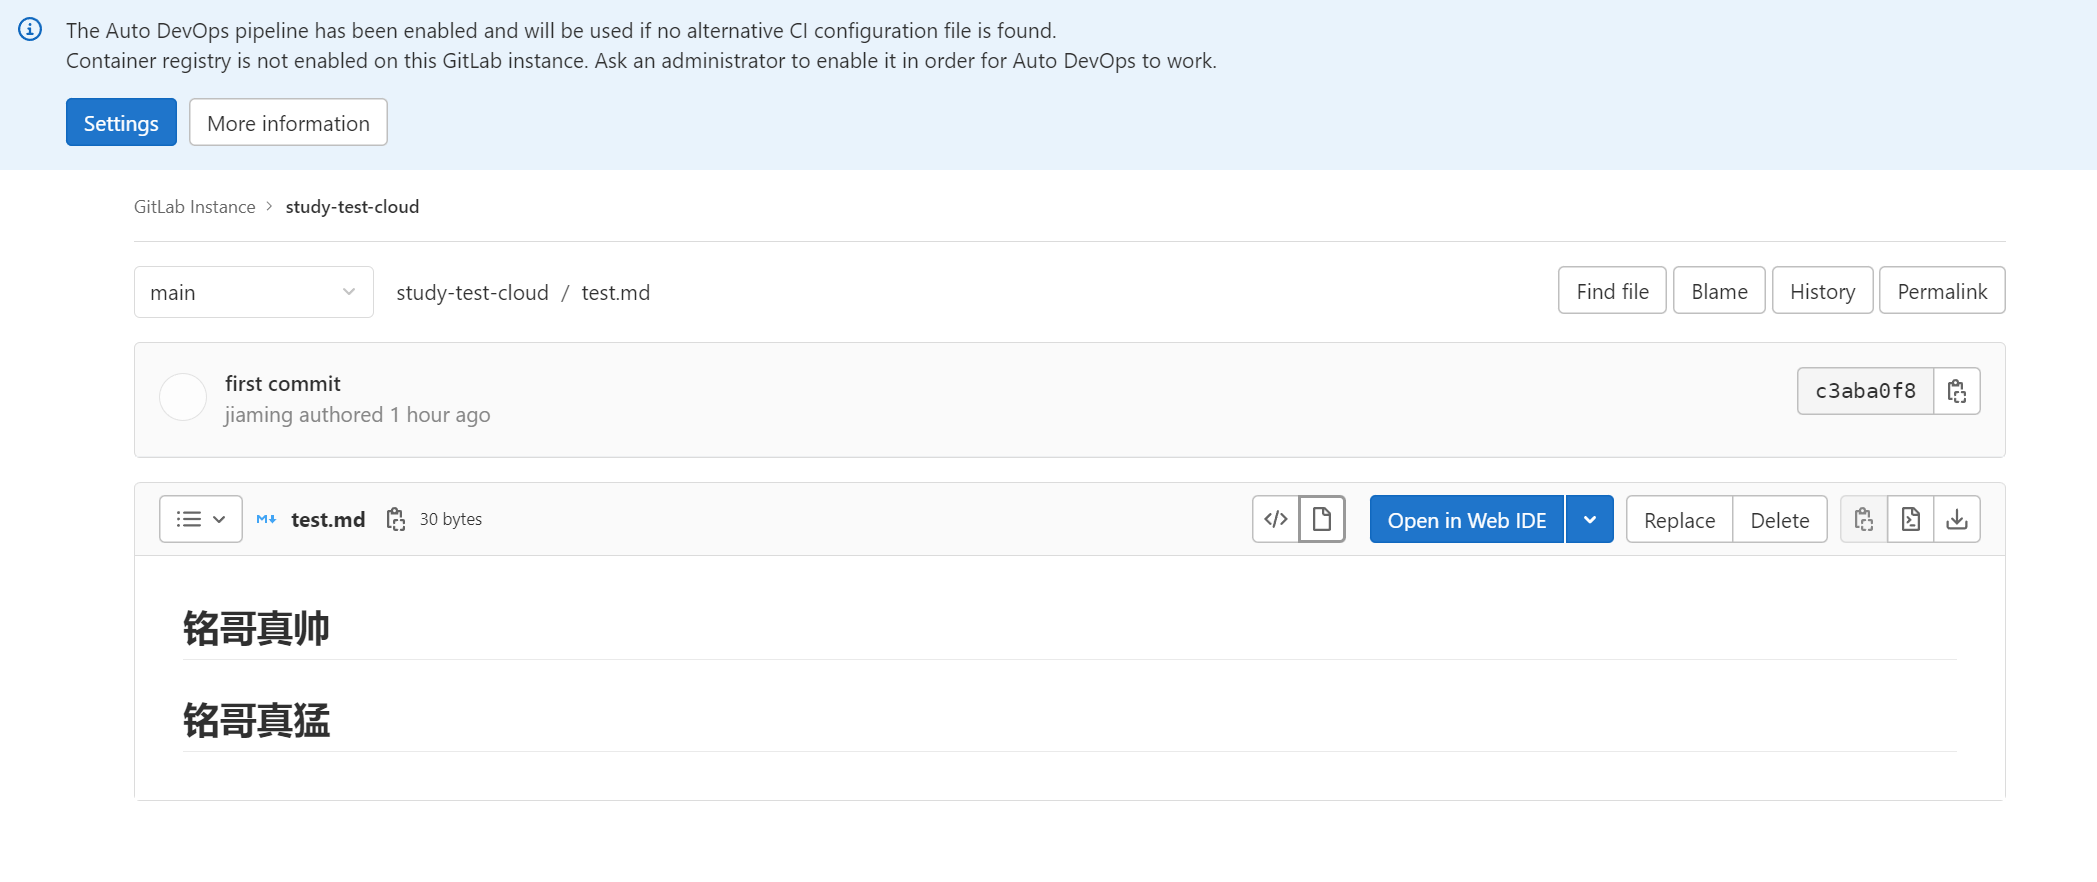 The Auto DevOps pipeline has been enabled and will be used if no alternative CI configuration file is found.
Container registry is not enabled on this GitLab instance. Ask an administrator to enable it in order for Auto DevOps to work.
Settings More information
GitLab Instance > study-test-cloud
main study-test-cloud / test.md Find file Blame History Permalink
first commit
jiaming authored 1 hour ago
c3aba0f8
test.md 30 bytes </> Open in Web IDE Replace Delete
铭哥真帅
铭哥真猛